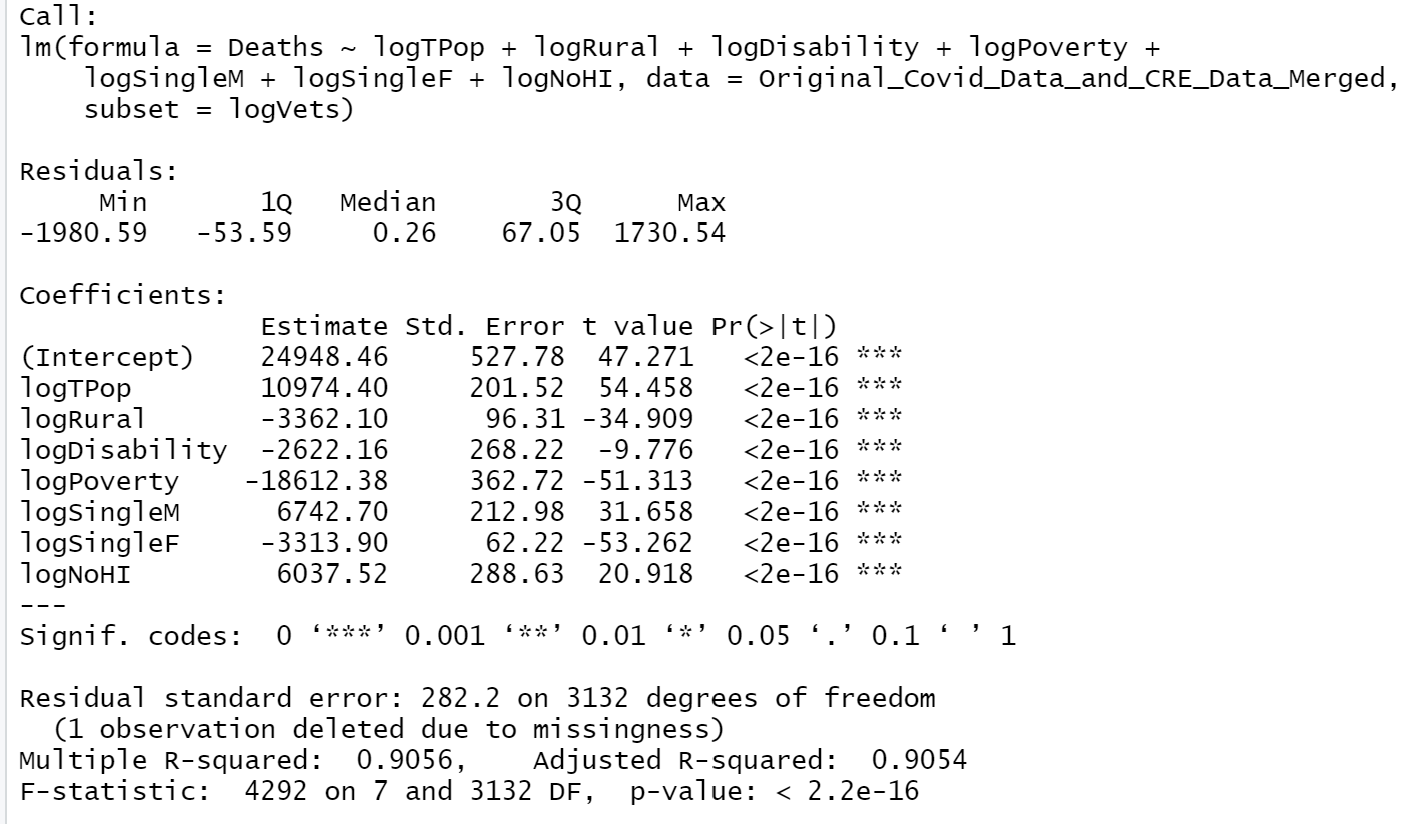 Call:
lm(formula = Deaths ~ logTPop + logRural + logDisability + logPoverty +
    logSingleM + logSingleF + logNoHI, data = Original_Covid_Data_and_CRE_Data_Merged,
    subset = logVets)
Residuals:
     Min       1Q   Median       3Q      Max
-1980.59   -53.59     0.26    67.05  1730.54
Coefficients:
               Estimate Std. Error t value Pr(>|t|)
(Intercept)    24948.46     527.78  47.271   <2e-16 ***
logTPop        10974.40     201.52  54.458   <2e-16 ***
logRural       -3362.10      96.31 -34.909   <2e-16 ***
logDisability  -2622.16     268.22  -9.776   <2e-16 ***
logPoverty    -18612.38     362.72 -51.313   <2e-16 ***
logSingleM      6742.70     212.98  31.658   <2e-16 ***
logSingleF     -3313.90      62.22 -53.262   <2e-16 ***
logNoHI         6037.52     288.63  20.918   <2e-16 ***
---
Signif. codes:  0 ‘***’ 0.001 ‘**’ 0.01 ‘*’ 0.05 ‘.’ 0.1 ‘ ’ 1
Residual standard error: 282.2 on 3132 degrees of freedom
  (1 observation deleted due to missingness)
Multiple R-squared:  0.9056,    Adjusted R-squared:  0.9054
F-statistic:  4292 on 7 and 3132 DF,  p-value: < 2.2e-16